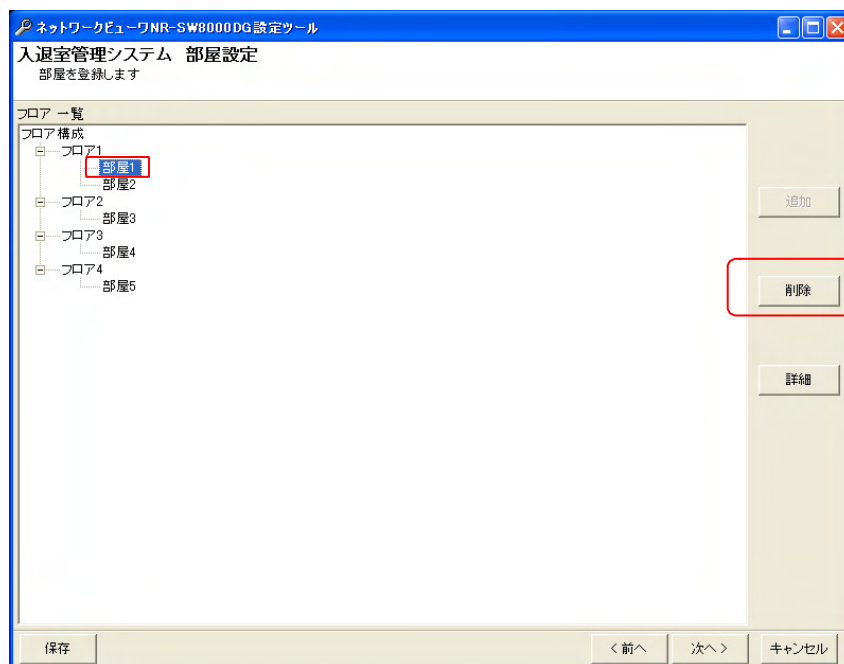 ネットワークビューワNR-SW8000DG設定ツール
入退室管理システム 部屋設定
部屋を登録します
フロア 一覧
フロア構成
フロア1
部屋1
部屋2
フロア2
部屋3
フロア3
部屋4
フロア4
部屋5
追加
削除
詳細
保存
< 前へ
次へ >
キャンセル